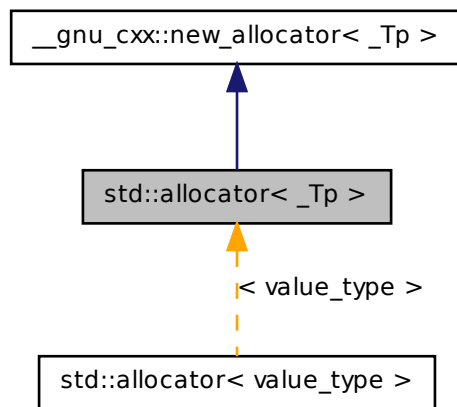 __gnu_cxx::new_allocator< _Tp >
std::allocator< _Tp >
< value_type >
std::allocator< value_type >